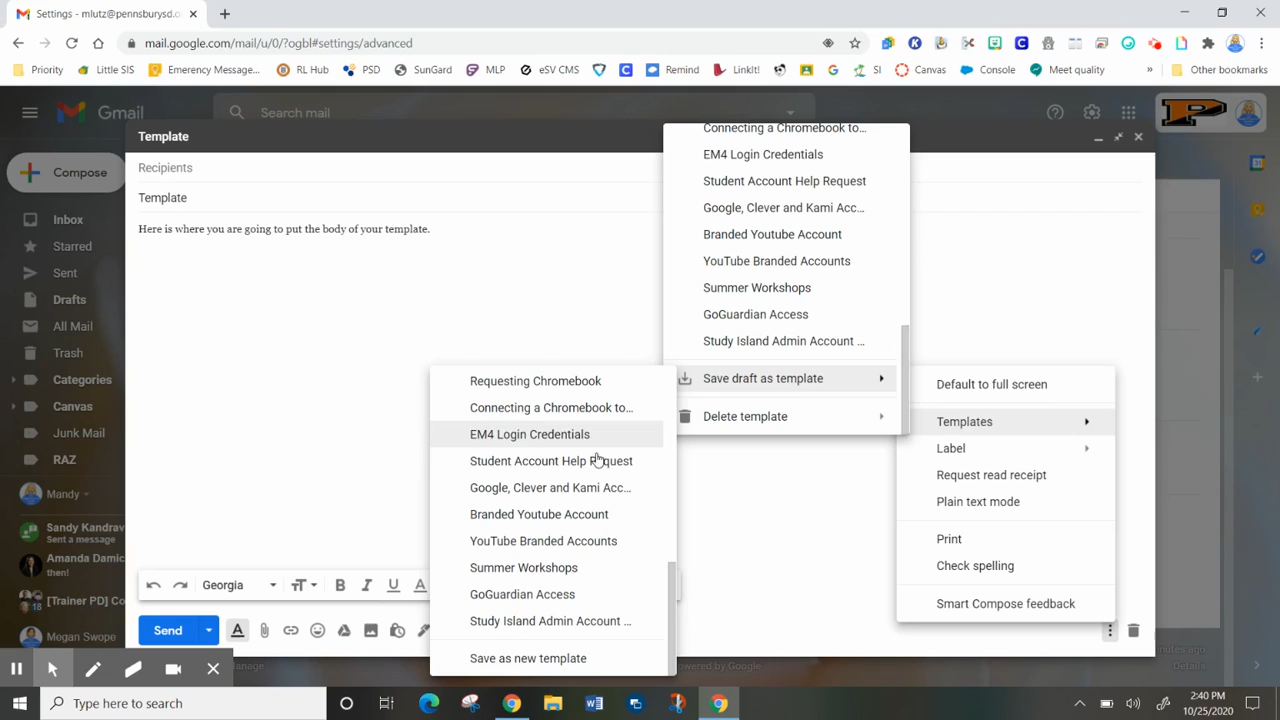 Settings - mlutz@pennsburysd.
mail.google.com/mail/u/0/?ogbl#settings/advanced
Priority
Little SIS
Emerency Message...
RL Hub
PSD
SunGard
MLP
eSV CMS
Remind
LinkIt!
SI
Canvas
Console
Meet quality
»
Other bookmarks
Gmail
Search mail
Compose
Inbox
Starred
Sent
Drafts
All Mail
Trash
Categories
Canvas
Junk Mail
RAZ
Mandy
Sandy Kandrav
Sent a message
Amanda Damic
then!
[Trainer PD] Co
18
Megan Swope
Template
Recipients
Template
Here is where you are going to put the body of your template.
Connecting a Chromebook to...
EM4 Login Credentials
Student Account Help Request
Google, Clever and Kami Acc...
Branded Youtube Account
YouTube Branded Accounts
Summer Workshops
GoGuardian Access
Study Island Admin Account ...
Save draft as template
Delete template
Requesting Chromebook
Connecting a Chromebook to...
EM4 Login Credentials
Student Account Help Request
Google, Clever and Kami Acc...
Branded Youtube Account
YouTube Branded Accounts
Summer Workshops
GoGuardian Access
Study Island Admin Account ...
Save as new template
Default to full screen
Templates
Label
Request read receipt
Plain text mode
Print
Check spelling
Smart Compose feedback
Georgia
B I U A
Send
Manage
powered by Google
Details
Type here to search
2:40 PM
10/25/2020